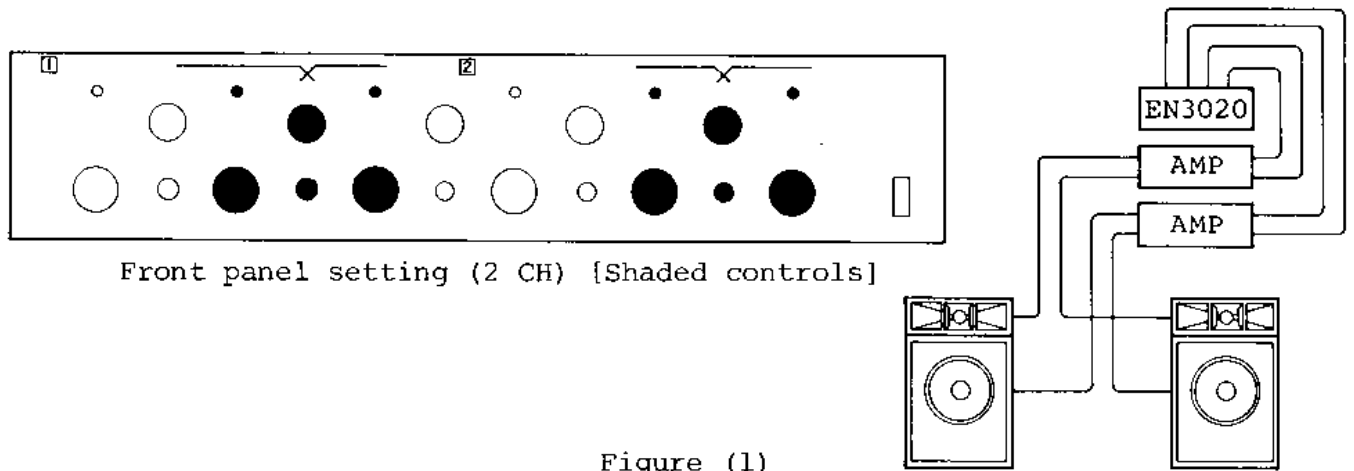 1
2
EN3020
AMP
AMP
Front panel setting (2 CH) [Shaded controls]
Figure (1)